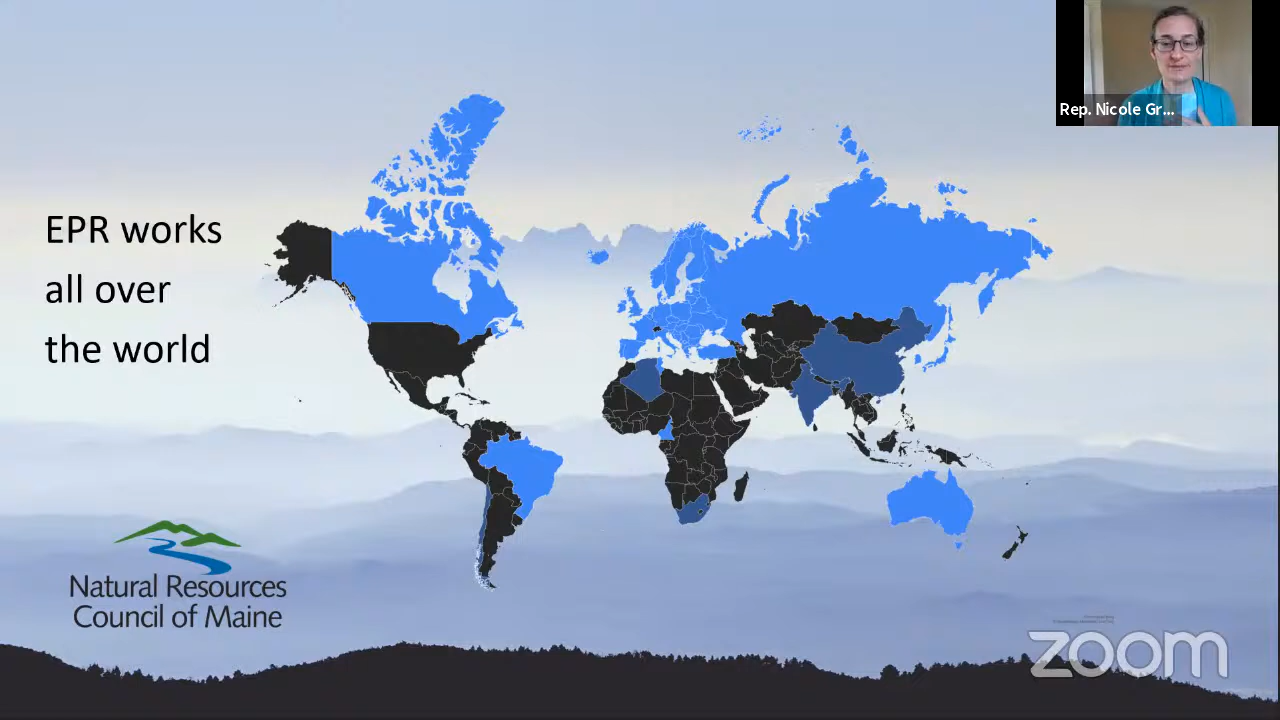 Rep. Nicole Gr...
EPR works
all over
the world
Natural Resources
Council of Maine
zoom